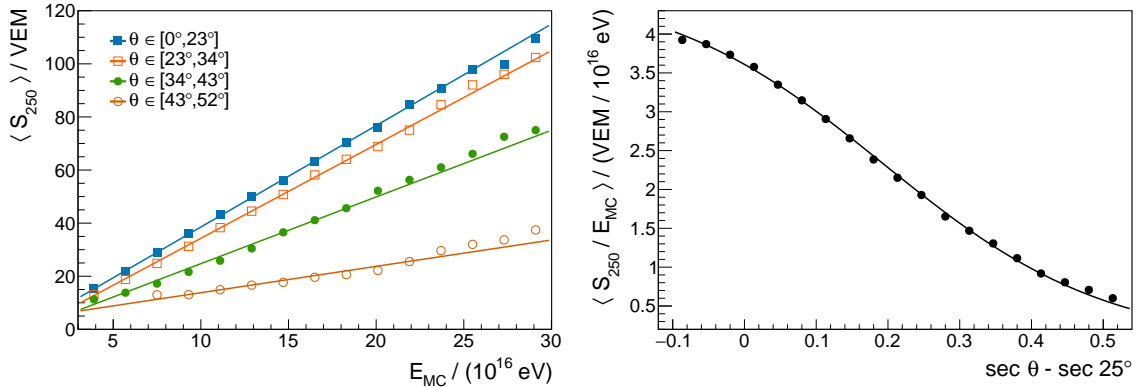 ⟨ S250 ⟩ / VEM
120
100
80
60
40
20
0
θ ∈ [0°,23°]
θ ∈ [23°,34°]
θ ∈ [34°,43°]
θ ∈ [43°,52°]
5 10 15 20 25 30
E_MC / (10^16 eV)
⟨ S_250 / E_MC ⟩ / (VEM / 10^16 eV)
4
3.5
3
2.5
2
1.5
1
0.5
−0.1 0 0.1 0.2 0.3 0.4 0.5
sec θ - sec 25°